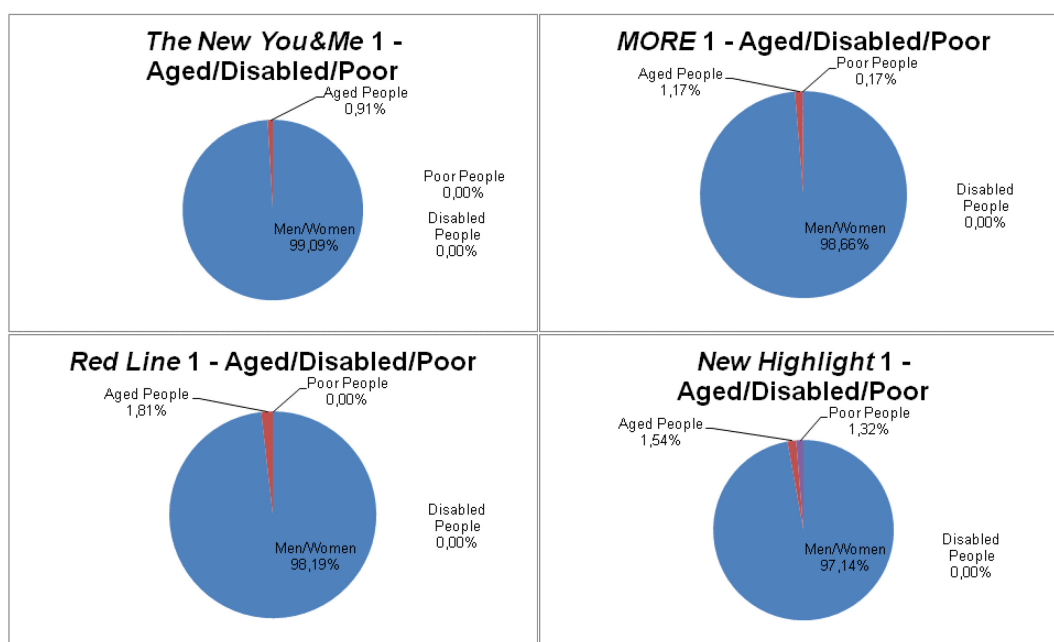 The New You&Me 1 -
Aged/Disabled/Poor
Aged People
0,91%
Poor People
0,00%
Disabled
People
0,00%
Men/Women
99,09%
MORE 1 - Aged/Disabled/Poor
Poor People
0,17%
Aged People
1,17%
Disabled
People
0,00%
Men/Women
98,66%
Red Line 1 - Aged/Disabled/Poor
Poor People
0,00%
Aged People
1,81%
Disabled
People
0,00%
Men/Women
98,19%
New Highlight 1 -
Aged/Disabled/Poor
Poor People
1,32%
Aged People
1,54%
Disabled
People
0,00%
Men/Women
97,14%